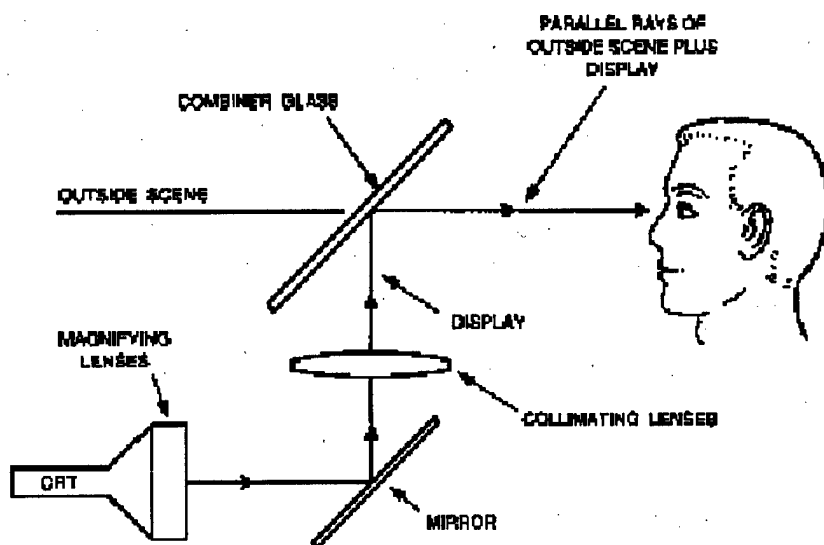 PARALLEL RAYS OF
OUTSIDE SCENE PLUS
DISPLAY
COMBINER GLASS
OUTSIDE SCENE
DISPLAY
MAGNIFYING
LENSES
COLLIMATING LENSES
CRT
MIRROR